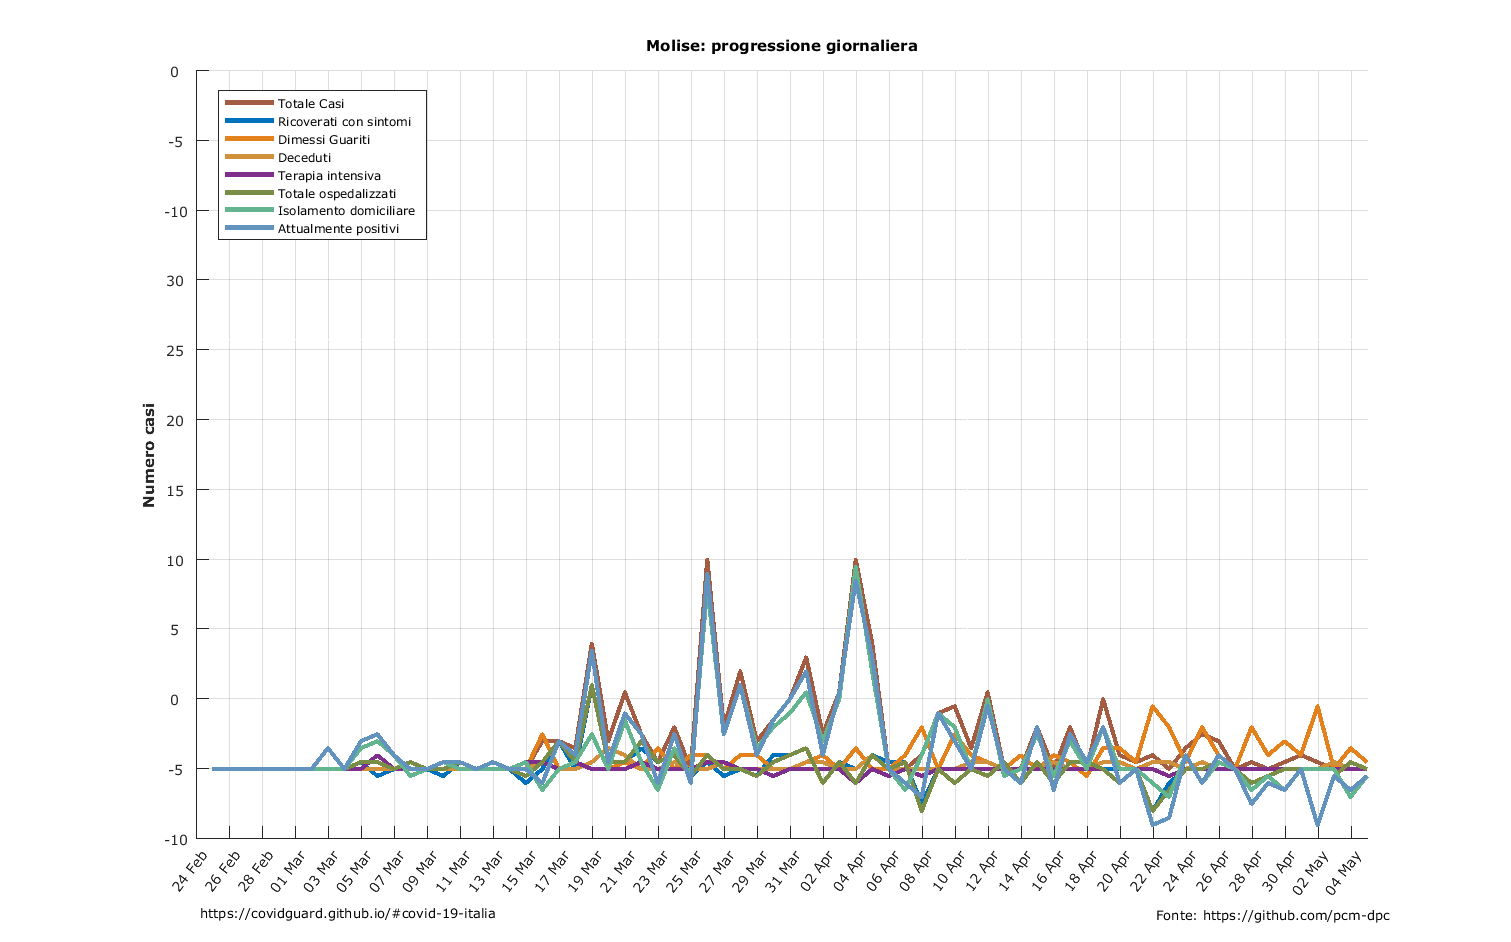 Molise: progressione giornaliera
Numero casi
0
-5
-10
30
25
20
15
10
5
0
-5
-10
Totale Casi
Ricoverati con sintomi
Dimessi Guariti
Deceduti
Terapia intensiva
Totale ospedalizzati
Isolamento domiciliare
Attualmente positivi
24 Feb
26 Feb
28 Feb
01 Mar
03 Mar
05 Mar
07 Mar
09 Mar
11 Mar
13 Mar
15 Mar
17 Mar
19 Mar
21 Mar
23 Mar
25 Mar
27 Mar
29 Mar
31 Mar
02 Apr
04 Apr
06 Apr
08 Apr
10 Apr
12 Apr
14 Apr
16 Apr
18 Apr
20 Apr
22 Apr
24 Apr
26 Apr
28 Apr
30 Apr
02 May
04 May
https://covidguard.github.io/#covid-19-italia
Fonte: https://github.com/pcm-dpc